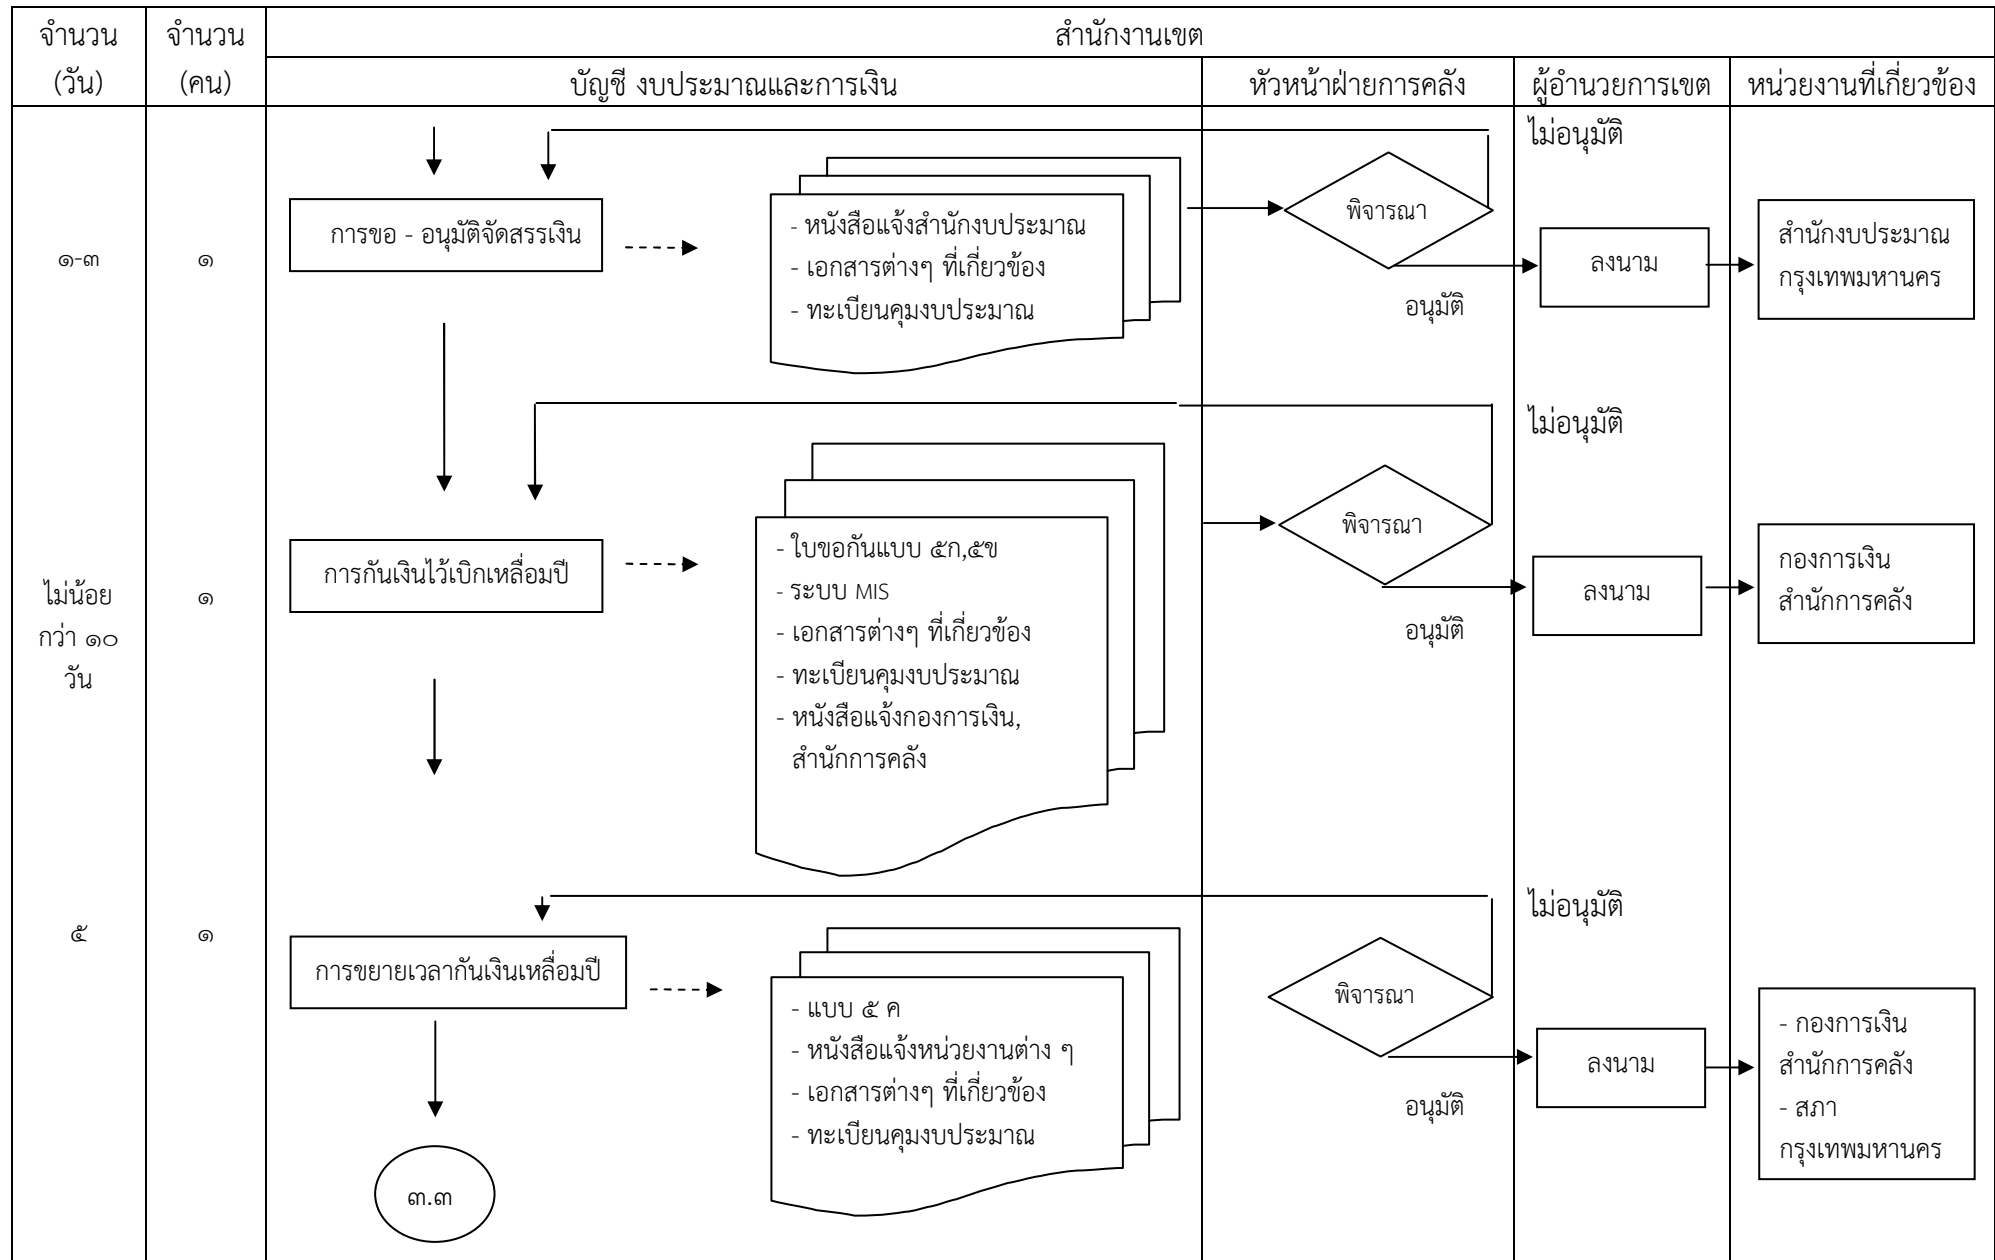 จำนวน
(วัน)
จำนวน
(คน)
สำนักงานเขต
บัญชี งบประมาณและการเงิน
หัวหน้าฝ่ายการคลัง
ผู้อำนวยการเขต
หน่วยงานที่เกี่ยวข้อง
๑-๓
๑
การขอ - อนุมัติจัดสรรเงิน
- หนังสือแจ้งสำนักงบประมาณ
- เอกสารต่างๆ ที่เกี่ยวข้อง
- ทะเบียนคุมงบประมาณ
พิจารณา
ไม่อนุมัติ
อนุมัติ
ลงนาม
สำนักงบประมาณ
กรุงเทพมหานคร
ไม่น้อย
กว่า ๑๐
วัน
๑
การกันเงินไว้เบิกเหลื่อมปี
- ใบขอกันแบบ ๕ก,๕ข
- ระบบ MIS
- เอกสารต่างๆ ที่เกี่ยวข้อง
- ทะเบียนคุมงบประมาณ
- หนังสือแจ้งกองการเงิน,
สำนักการคลัง
พิจารณา
ไม่อนุมัติ
อนุมัติ
ลงนาม
กองการเงิน
สำนักการคลัง
๕
๑
การขยายเวลากันเงินเหลื่อมปี
- แบบ ๕ ค
- หนังสือแจ้งหน่วยงานต่าง ๆ
- เอกสารต่างๆ ที่เกี่ยวข้อง
- ทะเบียนคุมงบประมาณ
พิจารณา
ไม่อนุมัติ
อนุมัติ
ลงนาม
- กองการเงิน
สำนักการคลัง
- สภา
กรุงเทพมหานคร
๓.๓